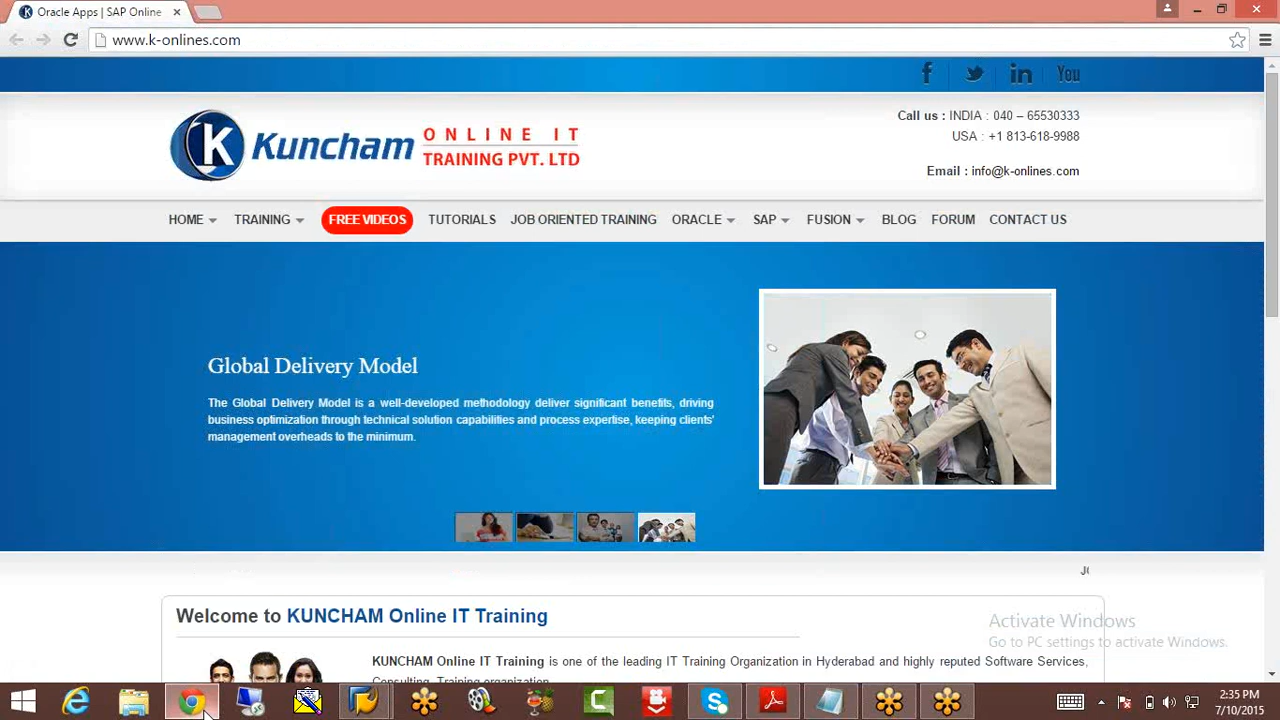 Oracle Apps | SAP Online
www.k-onlines.com
f in You
K Kuncham ONLINE IT
TRAINING PVT. LTD
Call us : INDIA : 040 – 65530333
USA : +1 813-618-9988
Email : info@k-onlines.com
HOME TRAINING FREE VIDEOS TUTORIALS JOB ORIENTED TRAINING ORACLE SAP FUSION BLOG FORUM CONTACT US
Global Delivery Model
The Global Delivery Model is a well-developed methodology deliver significant benefits, driving
business optimization through technical solution capabilities and process expertise, keeping clients'
management overheads to the minimum.
Welcome to KUNCHAM Online IT Training
KUNCHAM Online IT Training is one of the leading IT Training Organization in Hyderabad and highly reputed Software Services,
Consulting, Training organization
Activate Windows
Go to PC settings to activate Windows.
2:35 PM
7/10/2015